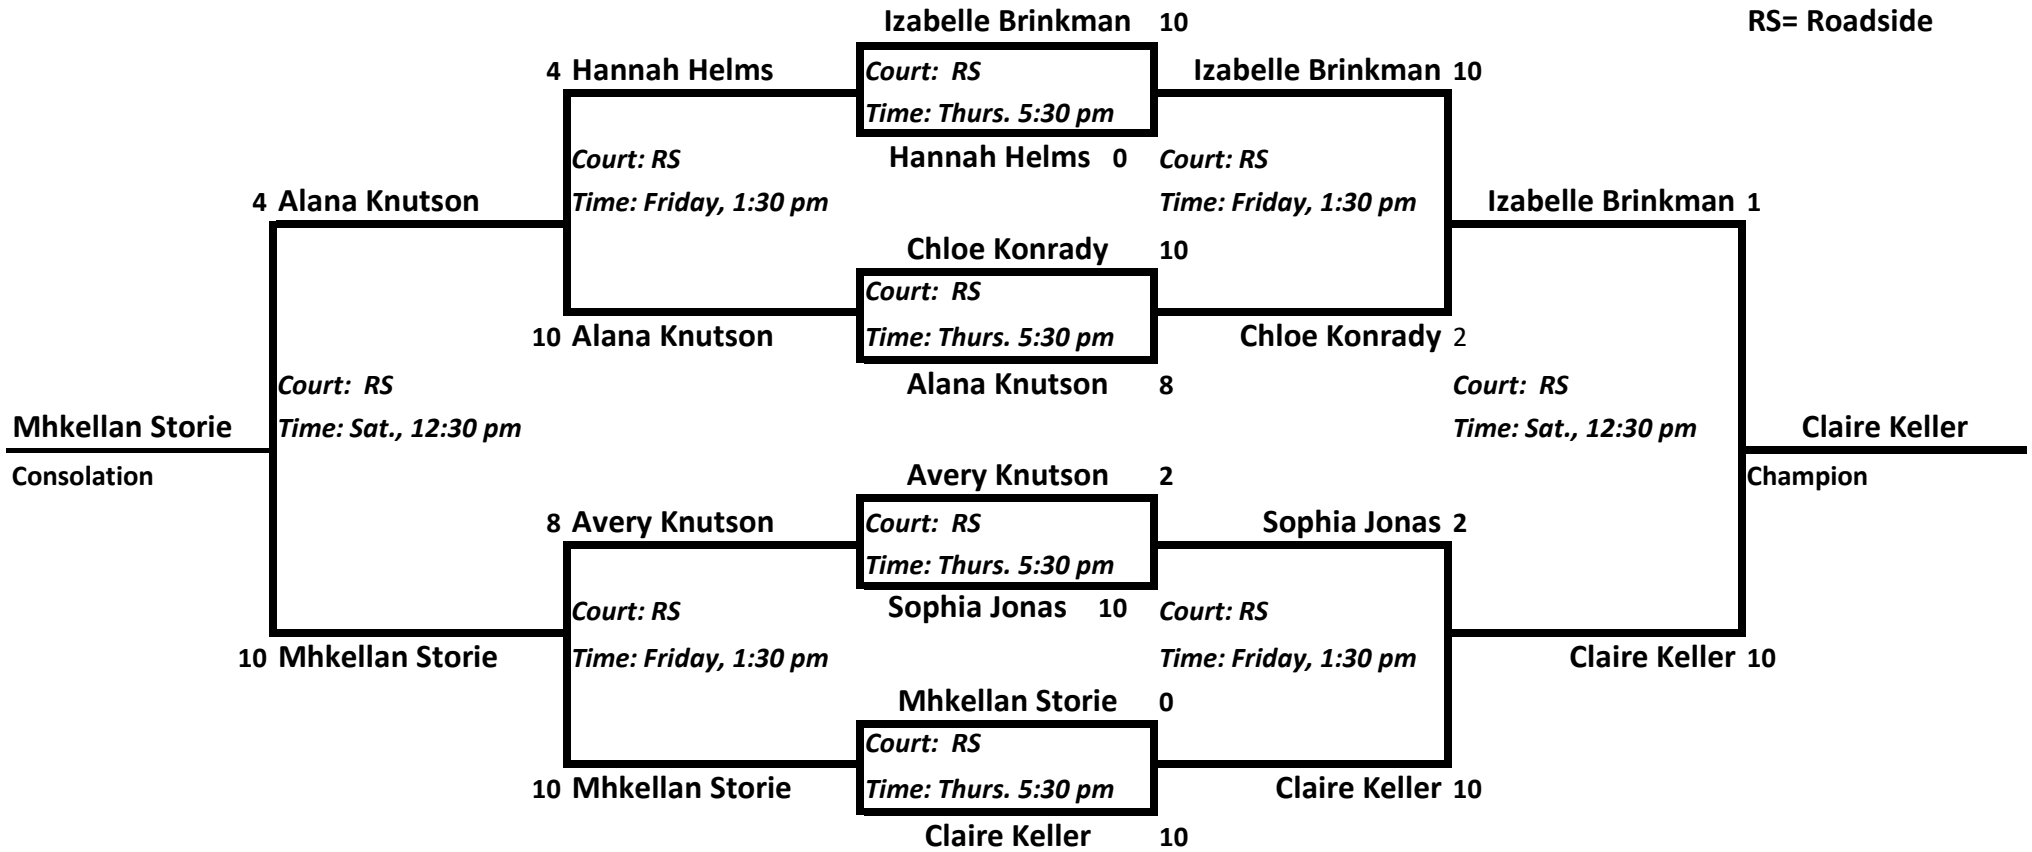 Izabelle Brinkman 10
RS= Roadside
4 Hannah Helms
Court: RS
Izabelle Brinkman 10
Time: Thurs. 5:30 pm
Court: RS
Hannah Helms 0
Court: RS
4 Alana Knutson
Time: Friday, 1:30 pm
Time: Friday, 1:30 pm
Izabelle Brinkman 1
Chloe Konrady 10
Court: RS
10 Alana Knutson
Time: Thurs. 5:30 pm
Chloe Konrady 2
Court: RS
Alana Knutson 8
Court: RS
Mhkellan Storie
Time: Sat., 12:30 pm
Time: Sat., 12:30 pm
Claire Keller
Consolation
Avery Knutson 2
Champion
8 Avery Knutson
Court: RS
Sophia Jonas 2
Time: Thurs. 5:30 pm
Court: RS
Sophia Jonas 10
Court: RS
10 Mhkellan Storie
Time: Friday, 1:30 pm
Time: Friday, 1:30 pm
Claire Keller 10
Mhkellan Storie 0
Court: RS
10 Mhkellan Storie
Time: Thurs. 5:30 pm
Claire Keller 10
Claire Keller 10